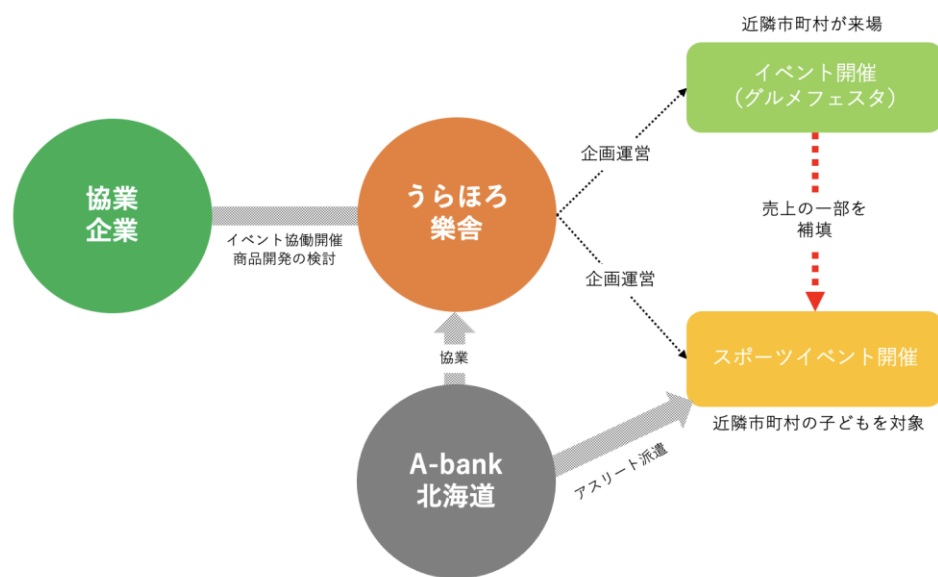 近隣市町村が来場
イベント開催
(グルメフェスタ)
企画運営
協業
企業
イベント協働開催
商品開発の検討
うらほろ
樂舎
売上の一部を
補填
企画運営
スポーツイベント開催
近隣市町村の子どもを対象
協業
A-bank
北海道
アスリート派遣